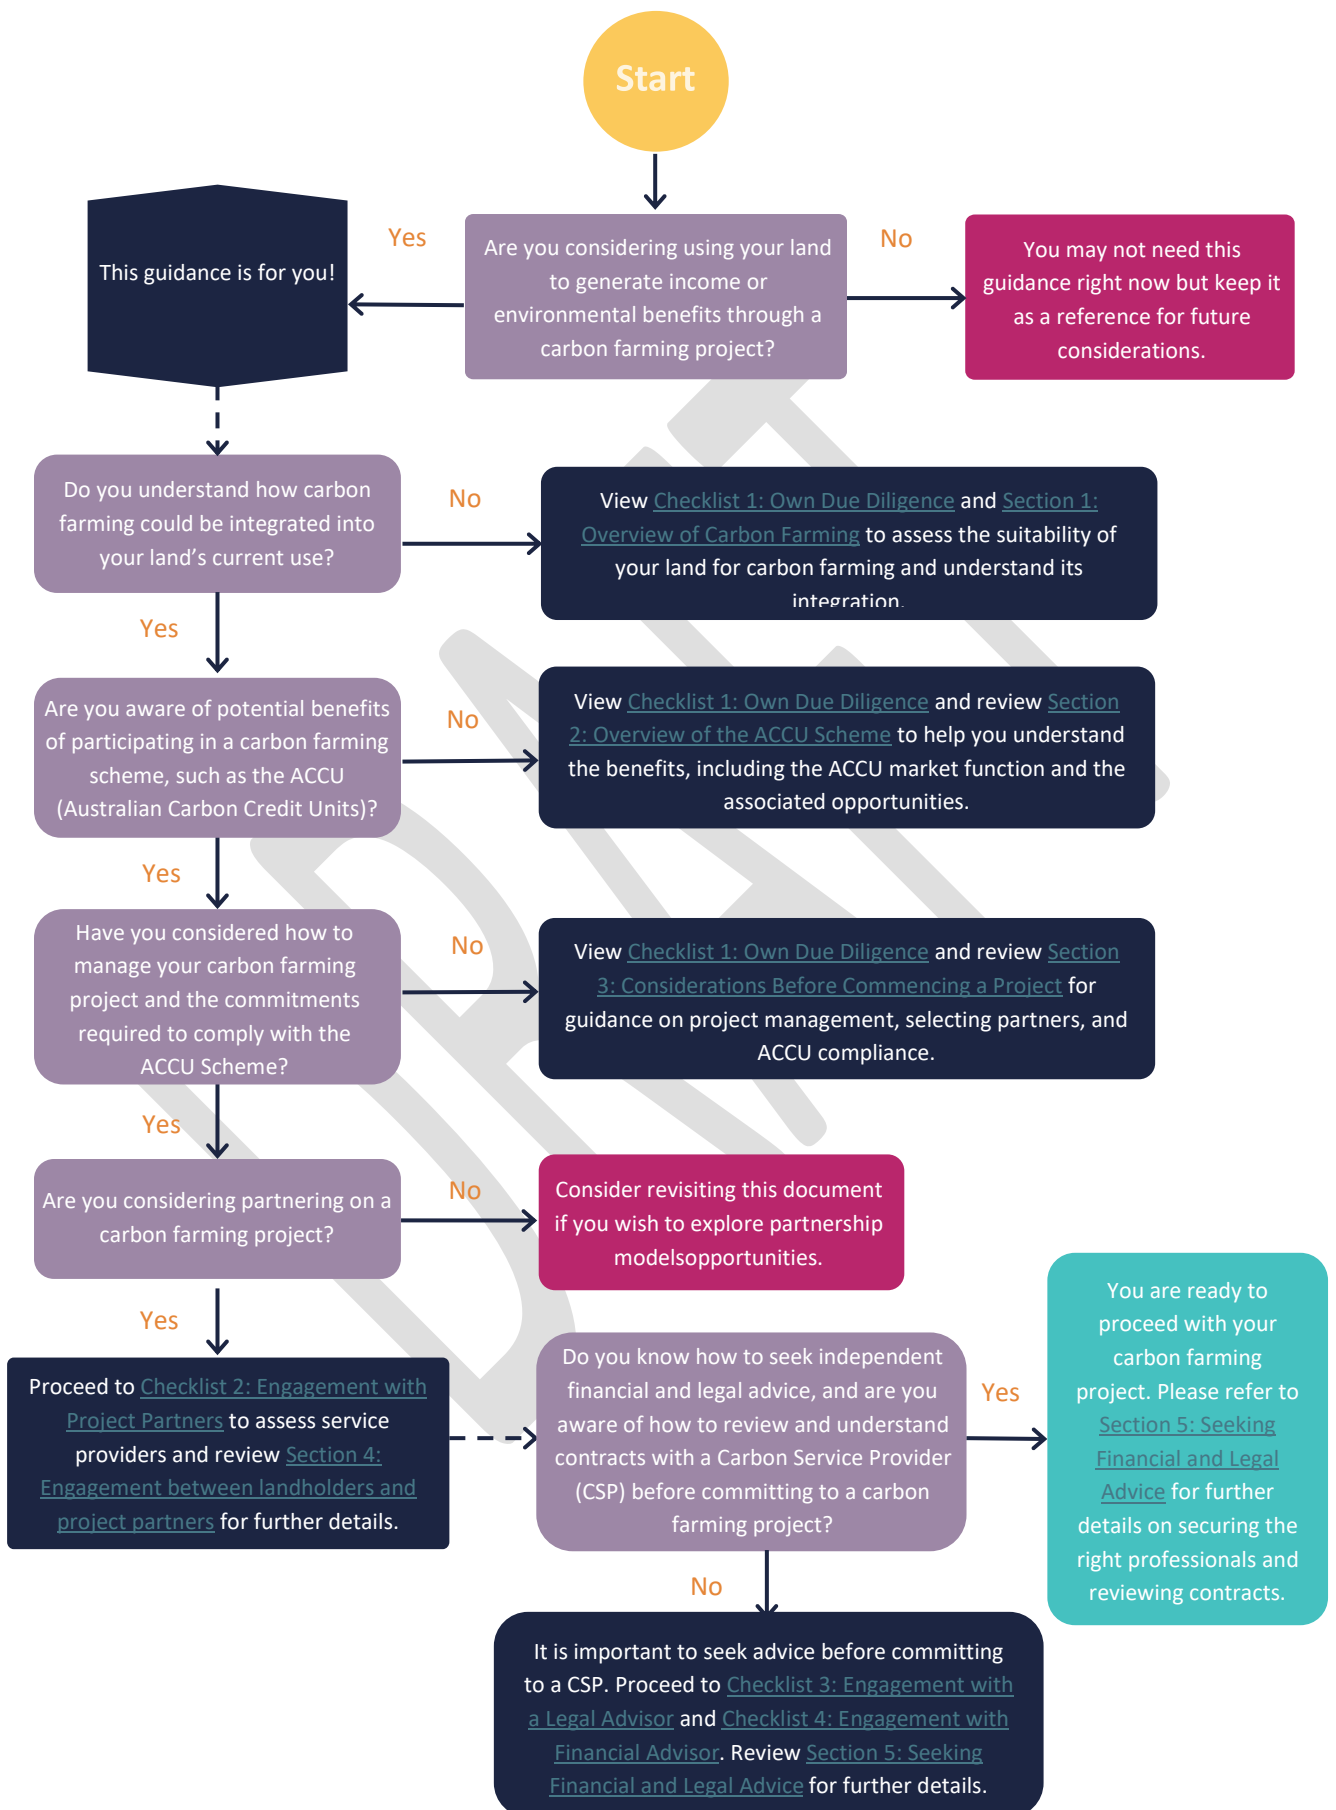 Start
This guidance is for you!
Yes
Are you considering using your land
to generate income or
environmental benefits through a
carbon farming project?
No
You may not need this
guidance right now but keep it
as a reference for future
considerations.
Do you understand how carbon
farming could be integrated into
your land’s current use?
No
View Checklist 1: Own Due Diligence and Section 1:
Overview of Carbon Farming to assess the suitability of
your land for carbon farming and understand its
integration.
Yes
Are you aware of potential benefits
of participating in a carbon farming
scheme, such as the ACCU
(Australian Carbon Credit Units)?
No
View Checklist 1: Own Due Diligence and review Section
2: Overview of the ACCU Scheme to help you understand
the benefits, including the ACCU market function and the
associated opportunities.
Yes
Have you considered how to
manage your carbon farming
project and the commitments
required to comply with the
ACCU Scheme?
No
View Checklist 1: Own Due Diligence and review Section
3: Considerations Before Commencing a Project for
guidance on project management, selecting partners, and
ACCU compliance.
Yes
Are you considering partnering on a
carbon farming project?
No
Consider revisiting this document
if you wish to explore partnership
modelsopportunities.
Yes
Proceed to Checklist 2: Engagement with
Project Partners to assess service
providers and review Section 4:
Engagement between landholders and
project partners for further details.
Do you know how to seek independent
financial and legal advice, and are you
aware of how to review and understand
contracts with a Carbon Service Provider
(CSP) before committing to a carbon
farming project?
Yes
You are ready to
proceed with your
carbon farming
project. Please refer to
Section 5: Seeking
Financial and Legal
Advice for further
details on securing the
right professionals and
reviewing contracts.
No
It is important to seek advice before committing
to a CSP. Proceed to Checklist 3: Engagement with
a Legal Advisor and Checklist 4: Engagement with
Financial Advisor. Review Section 5: Seeking
Financial and Legal Advice for further details.
DRAFT